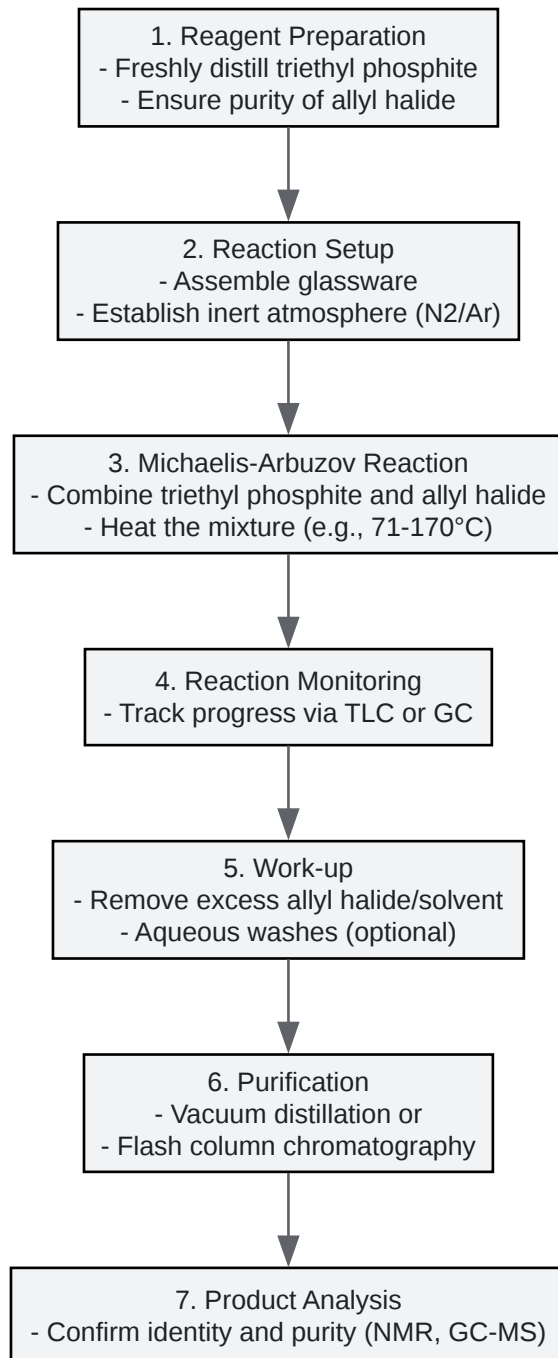 1. Reagent Preparation
- Freshly distill triethyl phosphite
- Ensure purity of allyl halide
2. Reaction Setup
- Assemble glassware
- Establish inert atmosphere (N2/Ar)
3. Michaelis-Arbuzov Reaction
- Combine triethyl phosphite and allyl halide
- Heat the mixture (e.g., 71-170°C)
4. Reaction Monitoring
- Track progress via TLC or GC
5. Work-up
- Remove excess allyl halide/solvent
- Aqueous washes (optional)
6. Purification
- Vacuum distillation or
- Flash column chromatography
7. Product Analysis
- Confirm identity and purity (NMR, GC-MS)